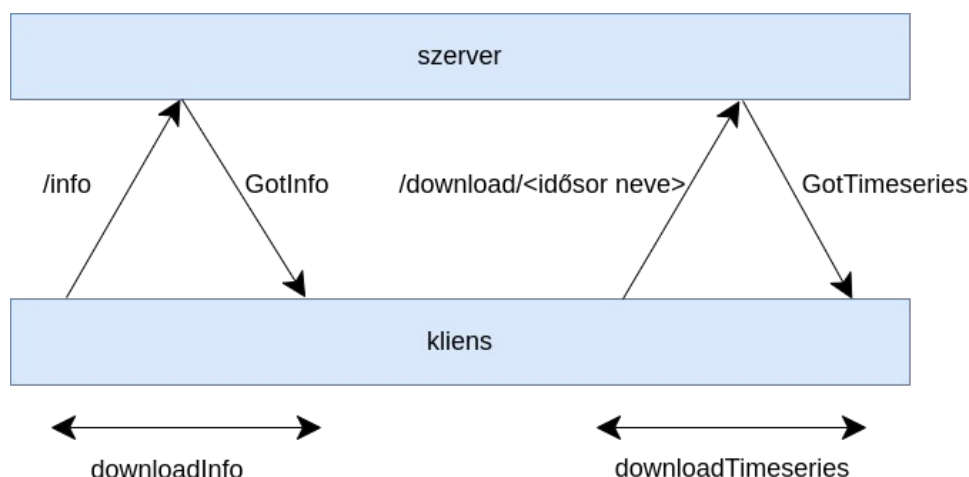 szerver
/info
GotInfo
/download/<idősor neve>
GotTimeseries
kliens
downloadInfo
downloadTimeseries